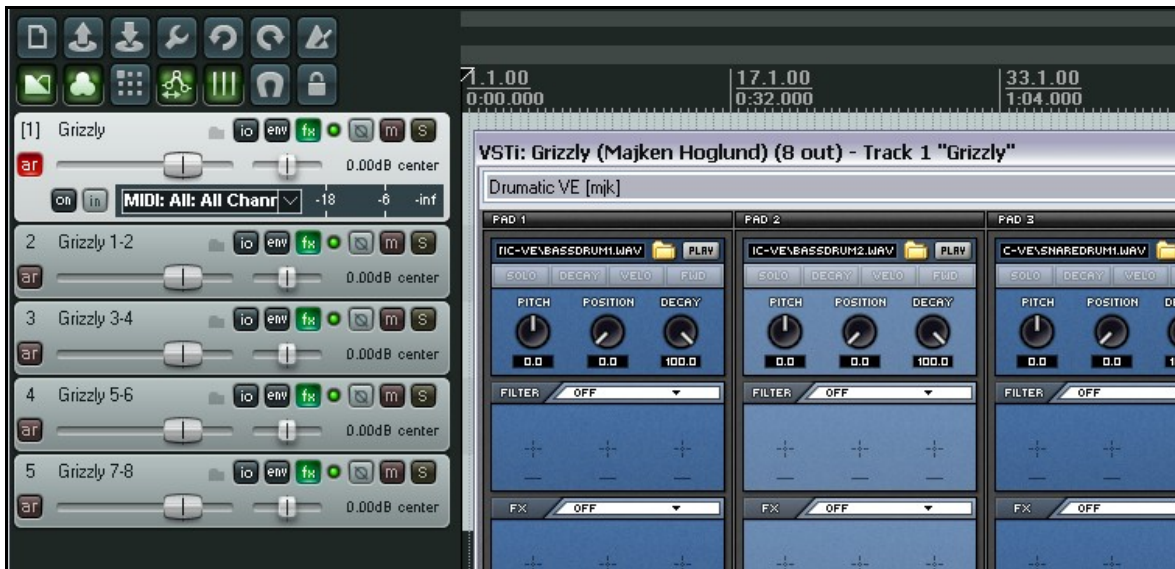 1.1.00 17.1.00 33.1.00
0:00.000 0:32.000 1:04.000
[1] Grizzly io env fx m S
ar 0.00dB center
on in MIDI: All: All Chanr -18 -6 -inf
2 Grizzly 1-2 io env fx m S
ar 0.00dB center
3 Grizzly 3-4 io env fx m S
ar 0.00dB center
4 Grizzly 5-6 io env fx m S
ar 0.00dB center
5 Grizzly 7-8 io env fx m S
ar 0.00dB center
VSTi: Grizzly (Majken Hoglund) (8 out) - Track 1 "Grizzly"
Drumatic VE [mjk]
PAD 1 PAD 2 PAD 3
TIC-VE\BASSDRUM1.WAV PLAY IC-VE\BASSDRUM2.WAV PLAY C-VE\SNAREDRUM1.WAV
SOLO DECAY VELO FWD SOLO DECAY VELO FWD SOLO DECAY VELO
PITCH POSITION DECAY PITCH POSITION DECAY PITCH POSITION D
0.0 0.0 100.0 0.0 0.0 100.0 0.0 0.0 1
FILTER OFF FILTER OFF FILTER OFF
FX OFF FX OFF FX OFF